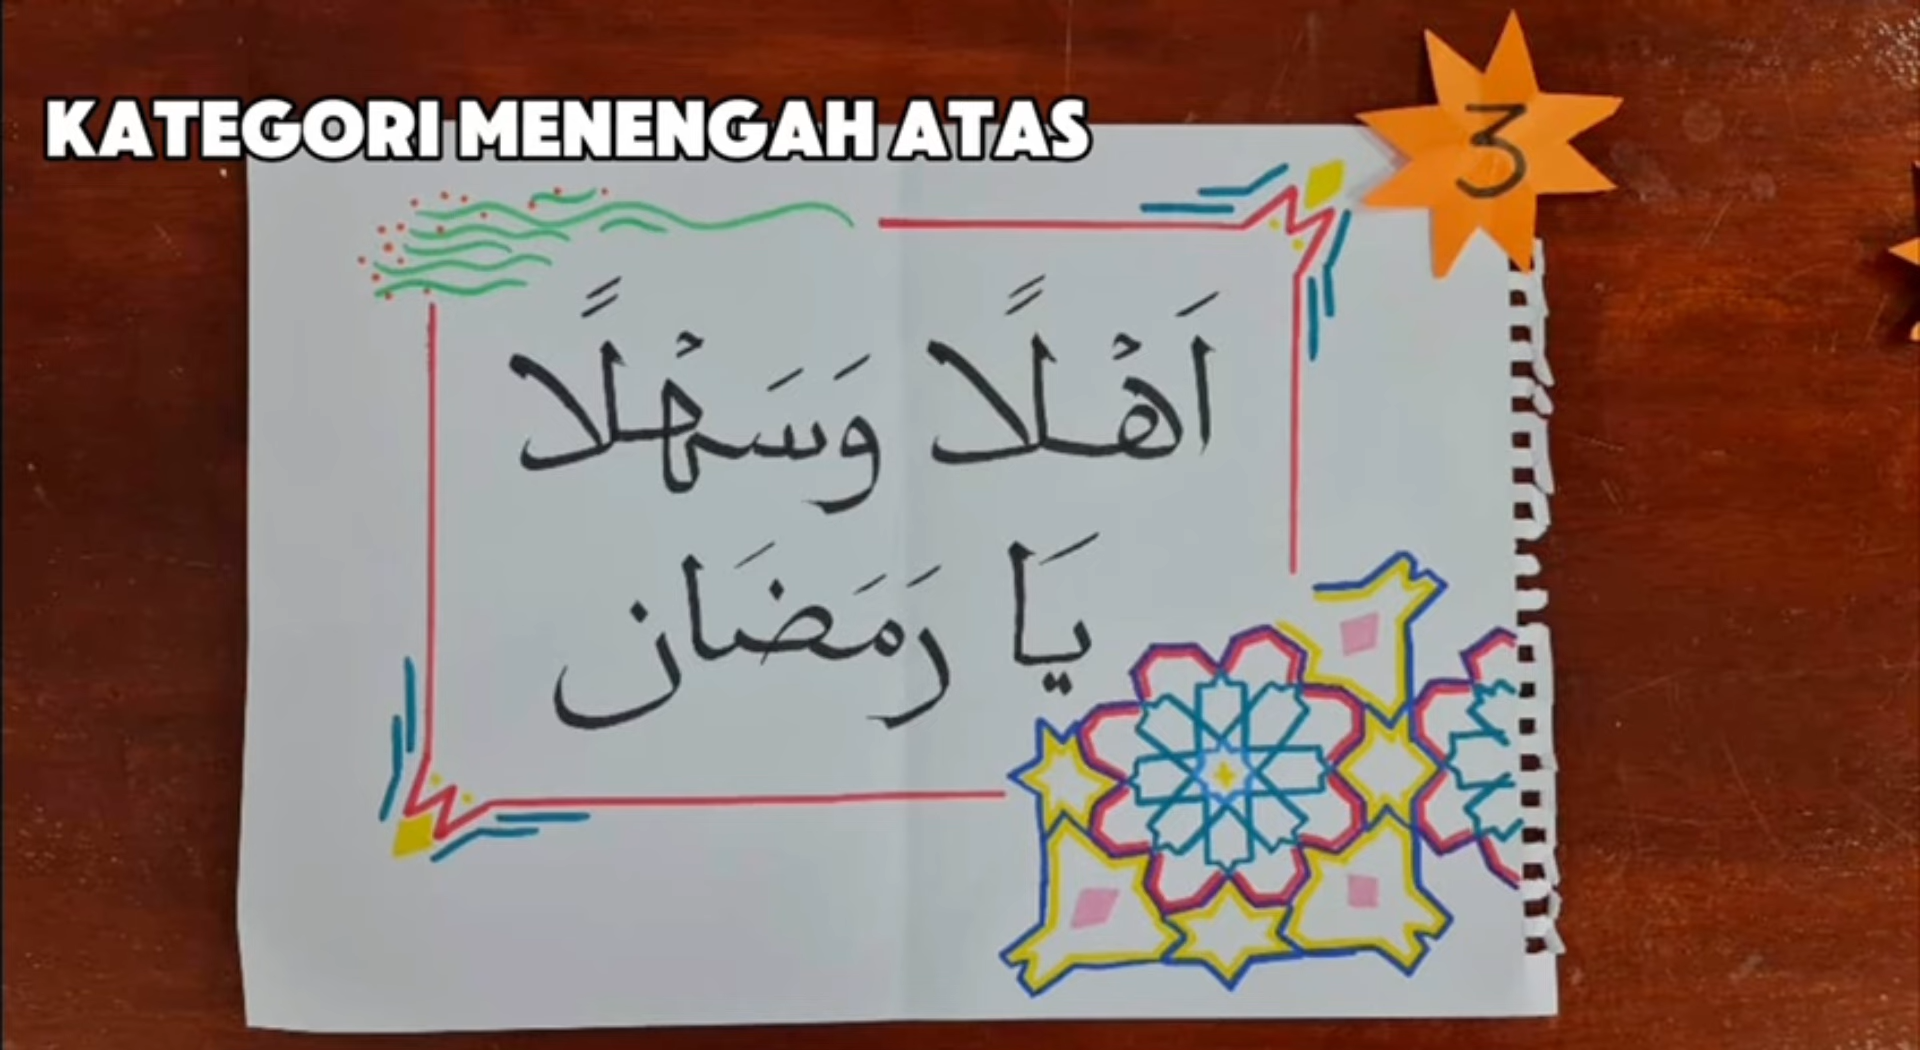 KATEGORI MENENGAH ATAS
3
اَهْلًا وَسَهْلًا
يَا رَمَضَان